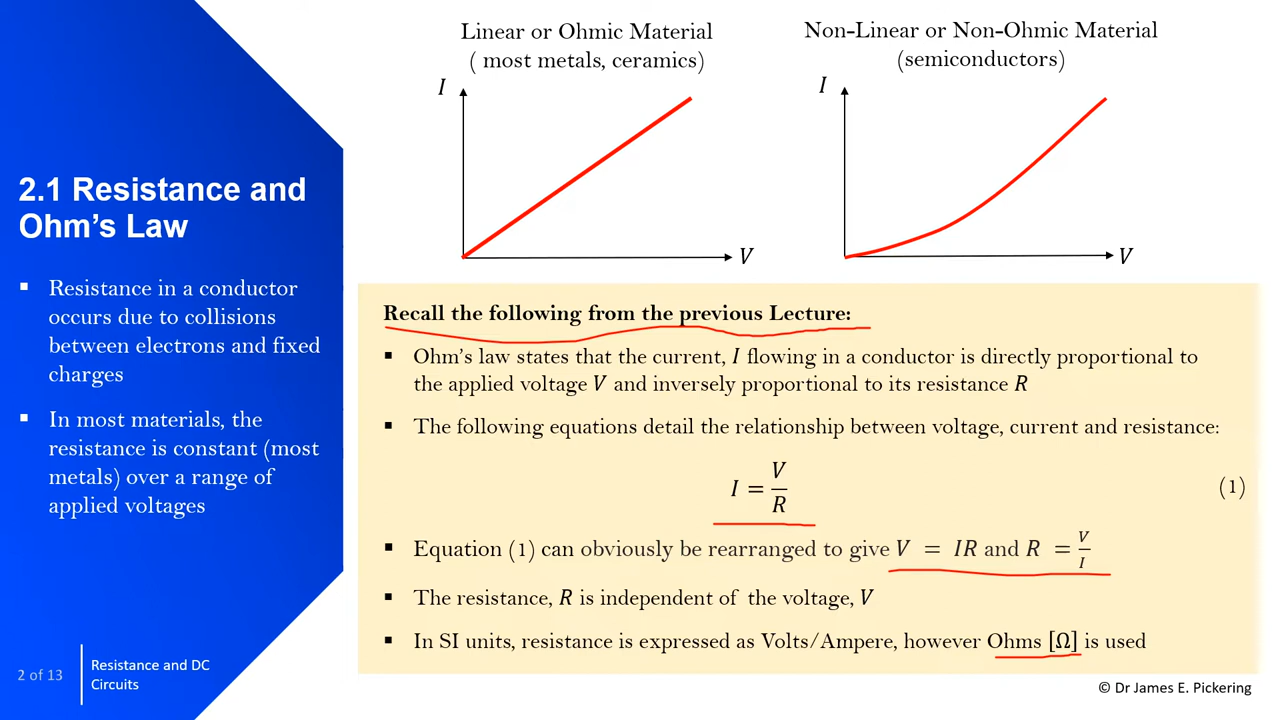 2.1 Resistance and
Ohm's Law
▪ Resistance in a conductor
occurs due to collisions
between electrons and fixed
charges
▪ In most materials, the
resistance is constant (most
metals) over a range of
applied voltages
2 of 13
Resistance and DC
Circuits
Linear or Ohmic Material
( most metals, ceramics)
I
V
Non-Linear or Non-Ohmic Material
(semiconductors)
I
V
Recall the following from the previous Lecture:
▪ Ohm's law states that the current, I flowing in a conductor is directly proportional to
the applied voltage V and inversely proportional to its resistance R
▪ The following equations detail the relationship between voltage, current and resistance:
I = V/R (1)
▪ Equation (1) can obviously be rearranged to give V = IR and R = V/I
▪ The resistance, R is independent of the voltage, V
▪ In SI units, resistance is expressed as Volts/Ampere, however Ohms [Ω] is used
© Dr James E. Pickering